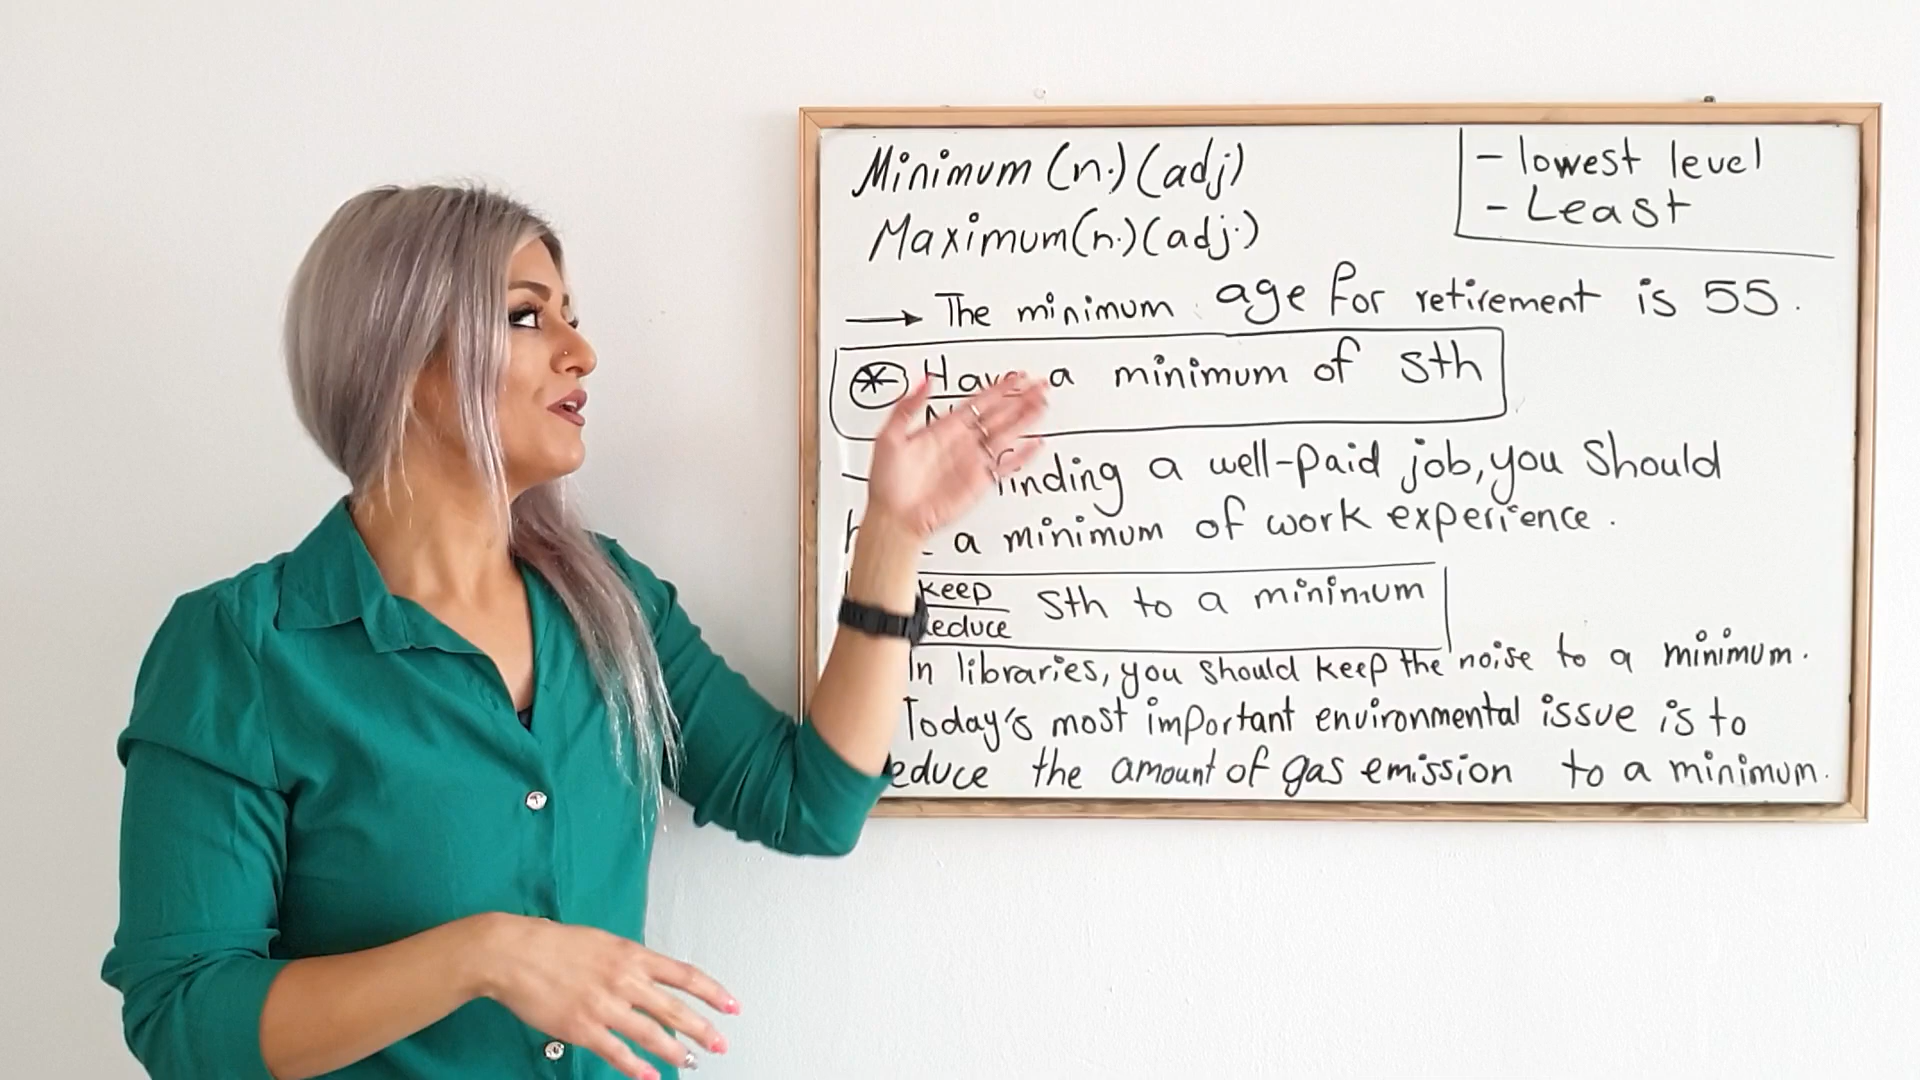 Minimum (n.) (adj)
- lowest level
- Least
Maximum (n.) (adj.)
→ The minimum age for retirement is 55.
* Have a minimum of sth
finding a well-paid job, you should
a minimum of work experience.
keep
reduce sth to a minimum
In libraries, you should keep the noise to a minimum.
Today's most important environmental issue is to
reduce the amount of gas emission to a minimum.